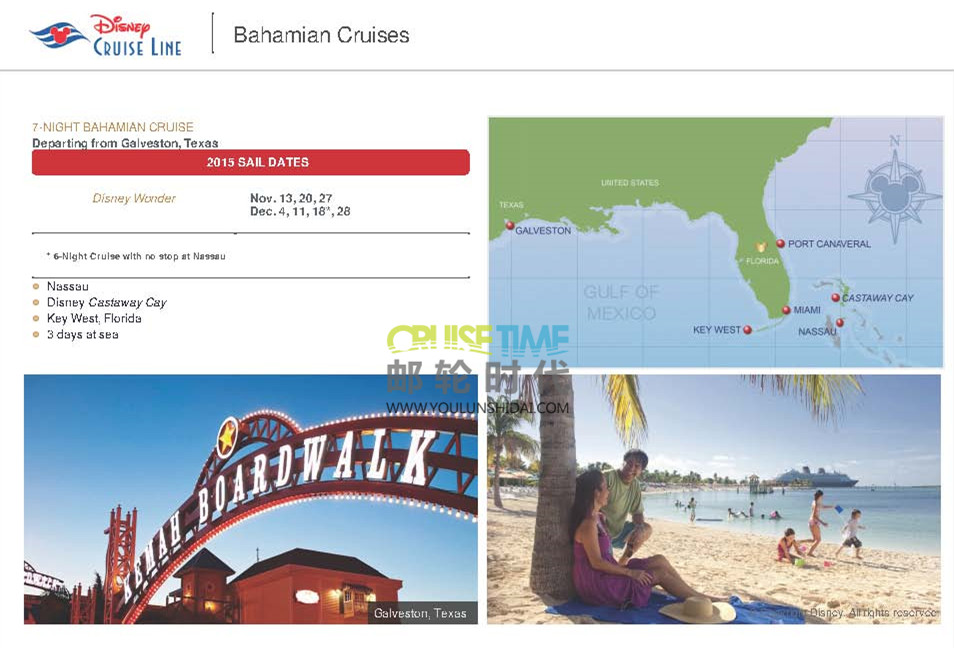 Disney
CRUISE LINE
Bahamian Cruises
7-NIGHT BAHAMIAN CRUISE
Departing from Galveston, Texas
2015 SAIL DATES
Disney Wonder
Nov. 13, 20, 27
Dec. 4, 11, 18*, 28
* 6-Night Cruise with no stop at Nassau
Nassau
Disney Castaway Cay
Key West, Florida
3 days at sea
N
UNITED STATES
TEXAS
GALVESTON
PORT CANAVERAL
FLORIDA
GULF OF
MEXICO
CASTAWAY CAY
MIAMI
KEY WEST
NASSAU
CRUISETIME
邮轮时代
WWW.YOULUNSHIDAI.COM
KEMAH BOARDWALK
Galveston, Texas
Disney. All rights reserved